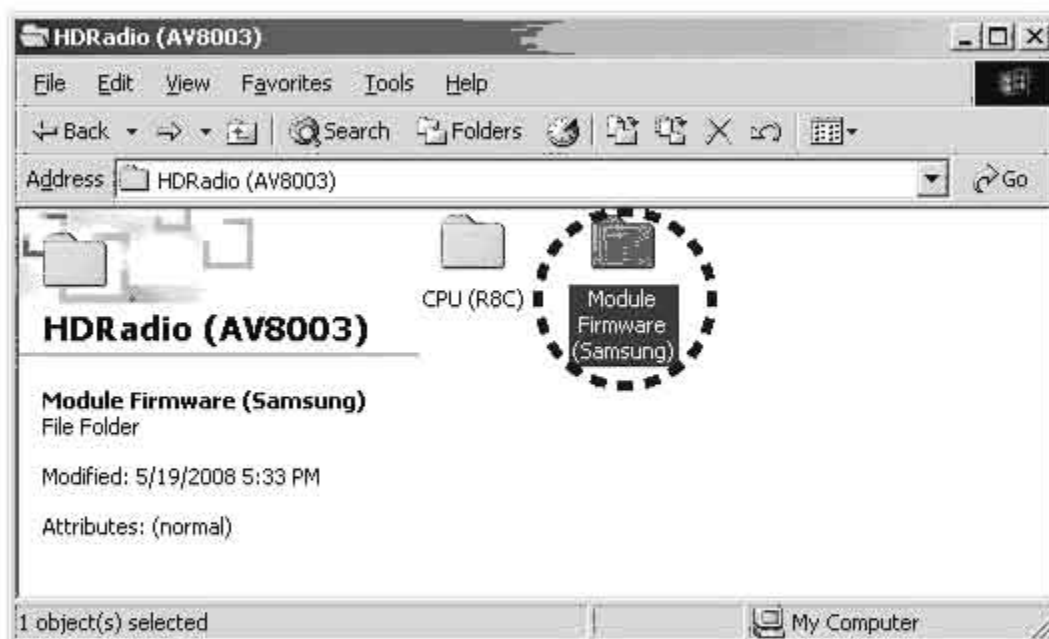 HDRadio (AV8003)
File Edit View Favorites Tools Help
Back Search Folders
Address HDRadio (AV8003) Go
CPU (R8C)
Module
Firmware
(Samsung)
HDRadio (AV8003)
Module Firmware (Samsung)
File Folder
Modified: 5/19/2008 5:33 PM
Attributes: (normal)
1 object(s) selected My Computer